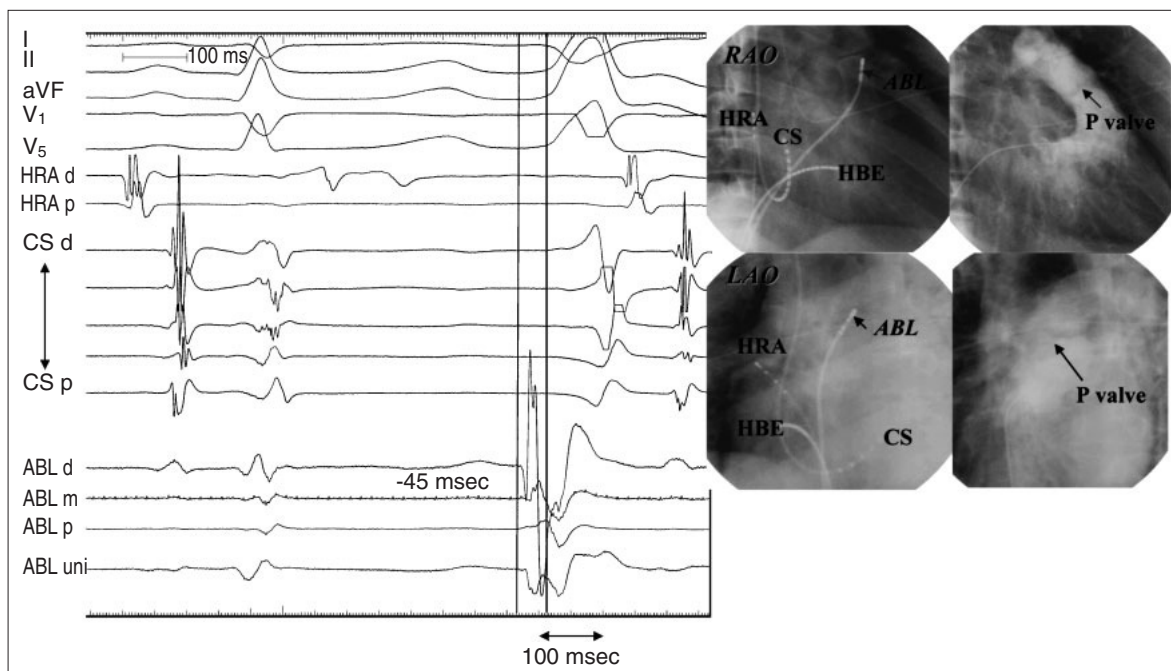 I
II
100 ms
aVF
V1
V5
HRA d
HRA p
CS d
CS p
ABL d
-45 msec
ABL m
ABL p
ABL uni
100 msec
RAO
ABL
HRA
CS
HBE
P valve
LAO
ABL
HRA
HBE
CS
P valve